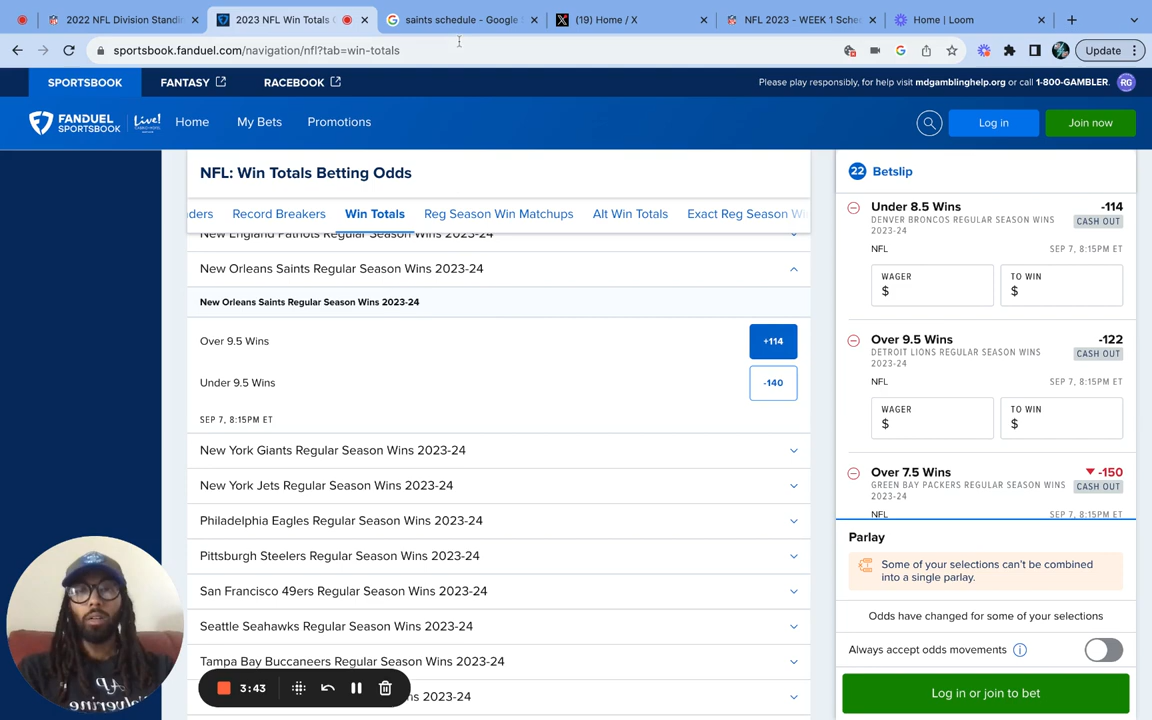 2022 NFL Division Standi
2023 NFL Win Totals
saints schedule - Google
(19) Home / X
NFL 2023 - WEEK 1 Sche
Home | Loom
sportsbook.fanduel.com/navigation/nfl?tab=win-totals
Update
SPORTSBOOK
FANTASY
RACEBOOK
Please play responsibly, for help visit mdgamblinghelp.org or call 1-800-GAMBLER.
RG
FANDUEL
SPORTSBOOK
Live!
Home
My Bets
Promotions
Log in
Join now
NFL: Win Totals Betting Odds
ders
Record Breakers
Win Totals
Reg Season Win Matchups
Alt Win Totals
Exact Reg Season Wi
New England Patriots Regular Season Wins 2023-24
New Orleans Saints Regular Season Wins 2023-24
New Orleans Saints Regular Season Wins 2023-24
Over 9.5 Wins
+114
Under 9.5 Wins
-140
SEP 7, 8:15PM ET
New York Giants Regular Season Wins 2023-24
New York Jets Regular Season Wins 2023-24
Philadelphia Eagles Regular Season Wins 2023-24
Pittsburgh Steelers Regular Season Wins 2023-24
San Francisco 49ers Regular Season Wins 2023-24
Seattle Seahawks Regular Season Wins 2023-24
Tampa Bay Buccaneers Regular Season Wins 2023-24
ns 2023-24
3:43
22
Betslip
Under 8.5 Wins
-114
DENVER BRONCOS REGULAR SEASON WINS
2023-24
CASH OUT
NFL
SEP 7, 8:15PM ET
WAGER
$
TO WIN
$
Over 9.5 Wins
-122
DETROIT LIONS REGULAR SEASON WINS
2023-24
CASH OUT
NFL
SEP 7, 8:15PM ET
WAGER
$
TO WIN
$
Over 7.5 Wins
-150
GREEN BAY PACKERS REGULAR SEASON WINS
2023-24
CASH OUT
NFL
SEP 7, 8:15PM ET
Parlay
Some of your selections can't be combined
into a single parlay.
Odds have changed for some of your selections
Always accept odds movements
Log in or join to bet